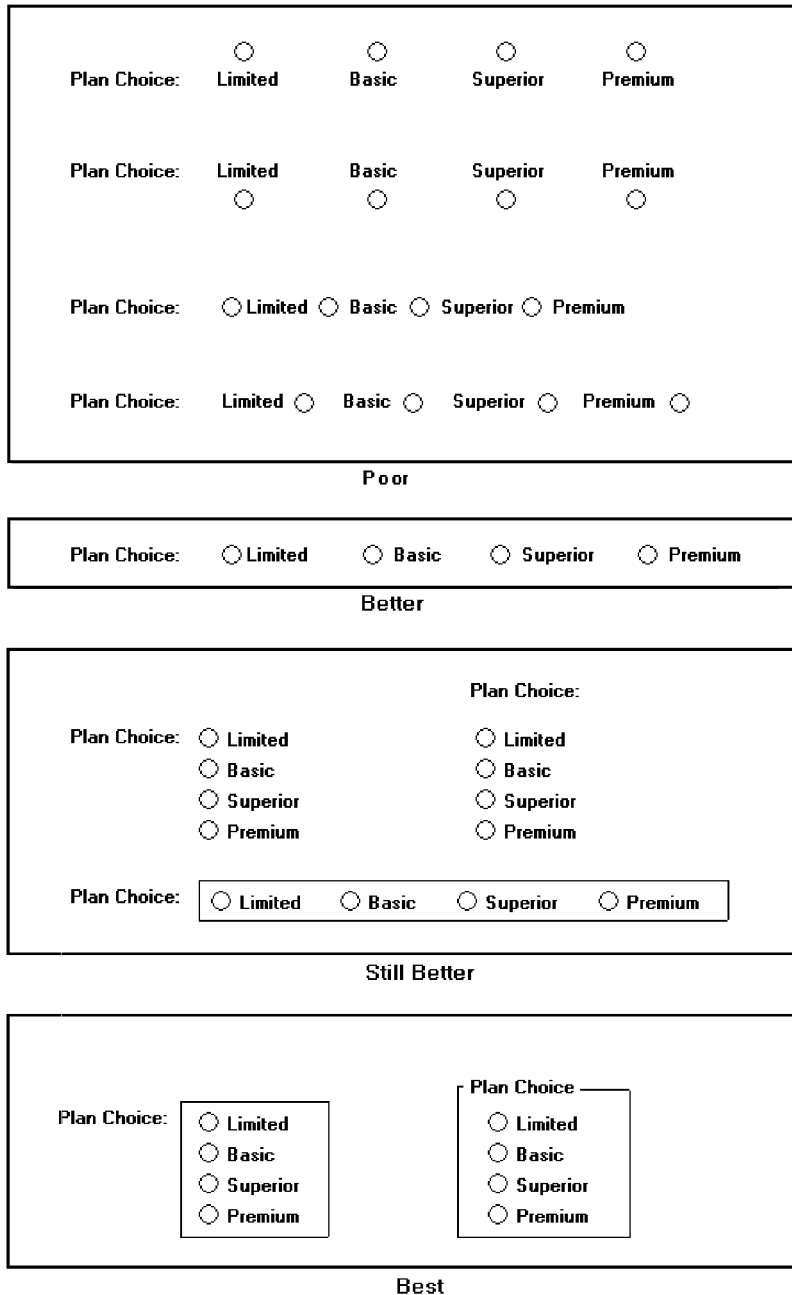 Plan Choice: Limited Basic Superior Premium
Plan Choice: Limited Basic Superior Premium
Plan Choice: Limited Basic Superior Premium
Plan Choice: Limited Basic Superior Premium
Poor
Plan Choice: Limited Basic Superior Premium
Better
Plan Choice: Limited
Basic
Superior
Premium
Plan Choice:
Limited
Basic
Superior
Premium
Plan Choice: Limited Basic Superior Premium
Still Better
Plan Choice: Limited
Basic
Superior
Premium
Plan Choice
Limited
Basic
Superior
Premium
Best